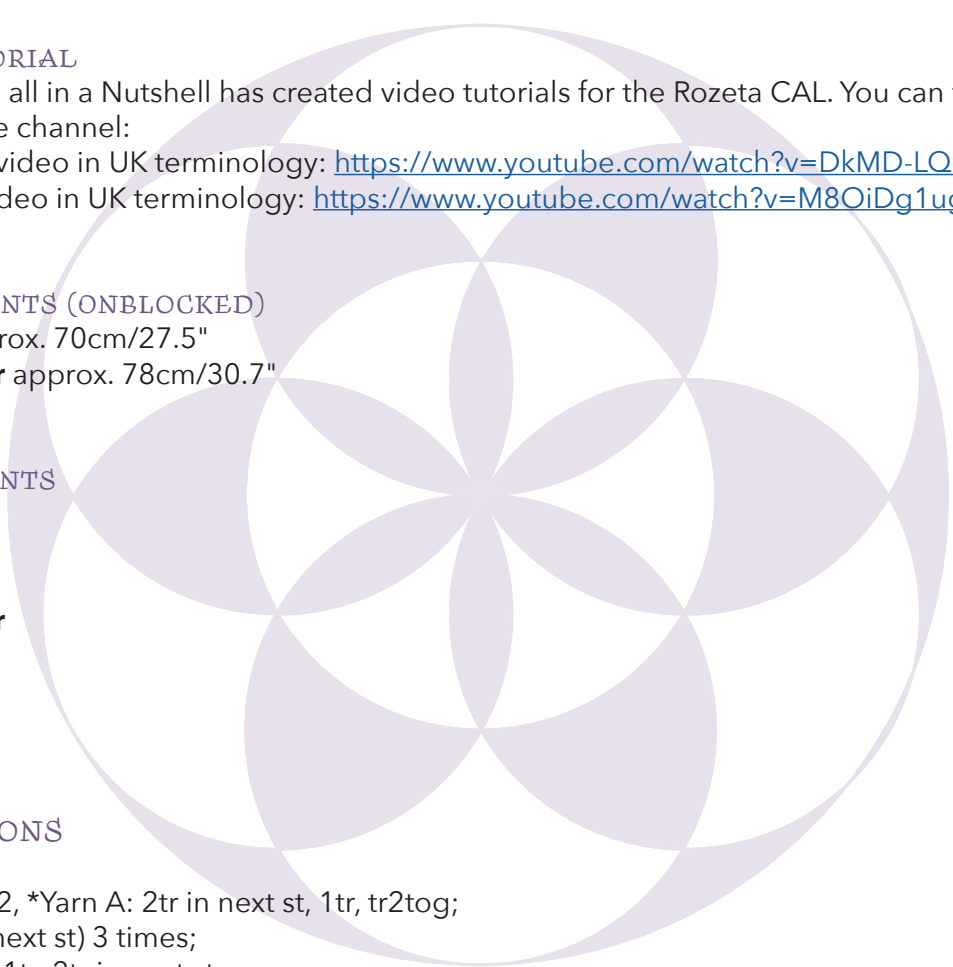 ORIAL
all in a Nutshell has created video tutorials for the Rozeta CAL. You can
e channel:
video in UK terminology: https://www.youtube.com/watch?v=DkMD-LQ
deo in UK terminology: https://www.youtube.com/watch?v=M8OiDg1ug
NTS (ONBLOCKED)
rox. 70cm/27.5"
r approx. 78cm/30.7"
NTS
r
ONS
2, *Yarn A: 2tr in next st, 1tr, tr2tog;
next st) 3 times;